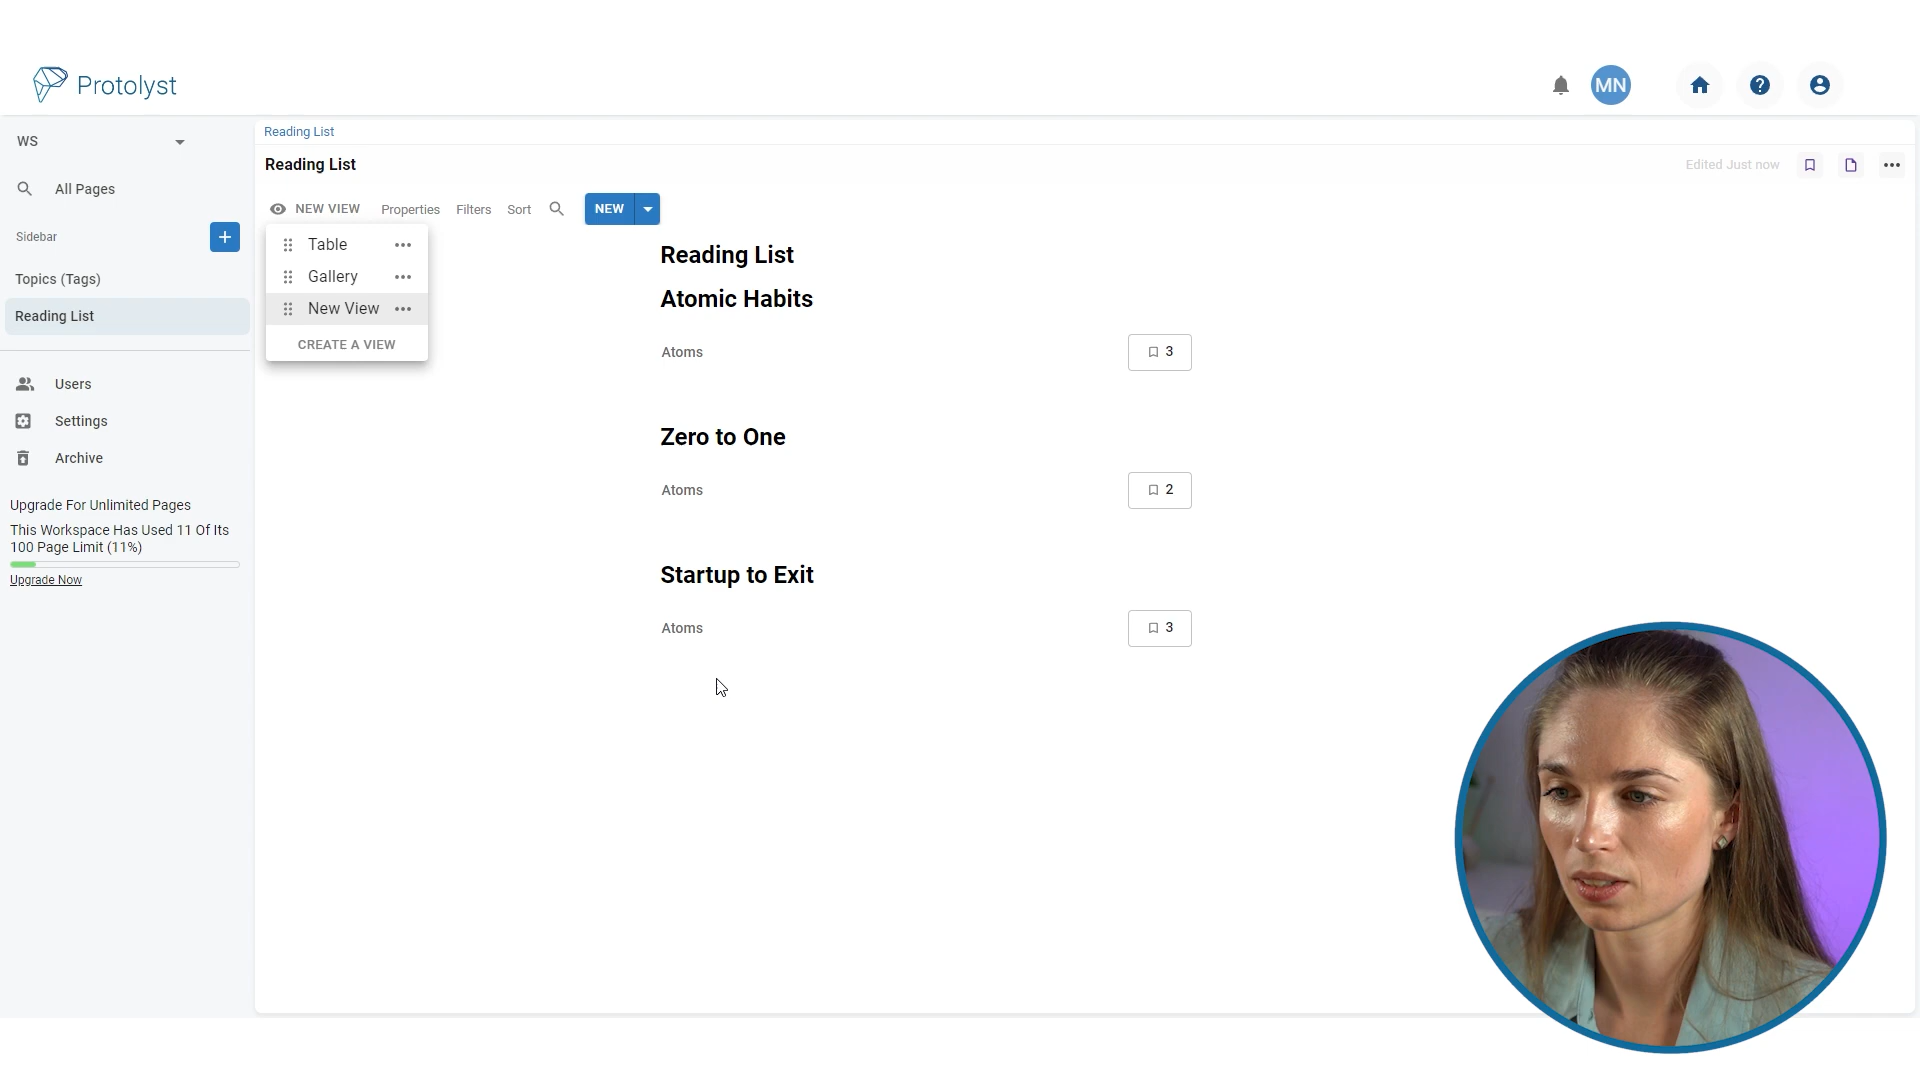 Protolyst
MN
WS
All Pages
Sidebar
Topics (Tags)
Reading List
Users
Settings
Archive
Upgrade For Unlimited Pages
This Workspace Has Used 11 Of Its
100 Page Limit (11%)
Upgrade Now
Reading List
Reading List
Edited Just now
NEW VIEW
Properties
Filters
Sort
NEW
Table
Gallery
New View
CREATE A VIEW
Reading List
Atomic Habits
Atoms
3
Zero to One
Atoms
2
Startup to Exit
Atoms
3